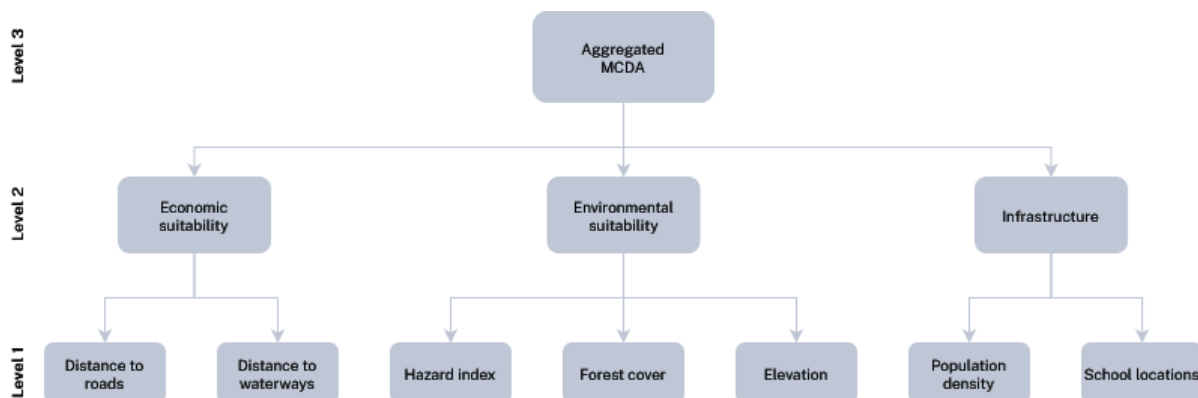 Level 3
Aggregated
MCDA
Level 2
Economic
suitability
Environmental
suitability
Infrastructure
Level 1
Distance to
roads
Distance to
waterways
Hazard index
Forest cover
Elevation
Population
density
School locations